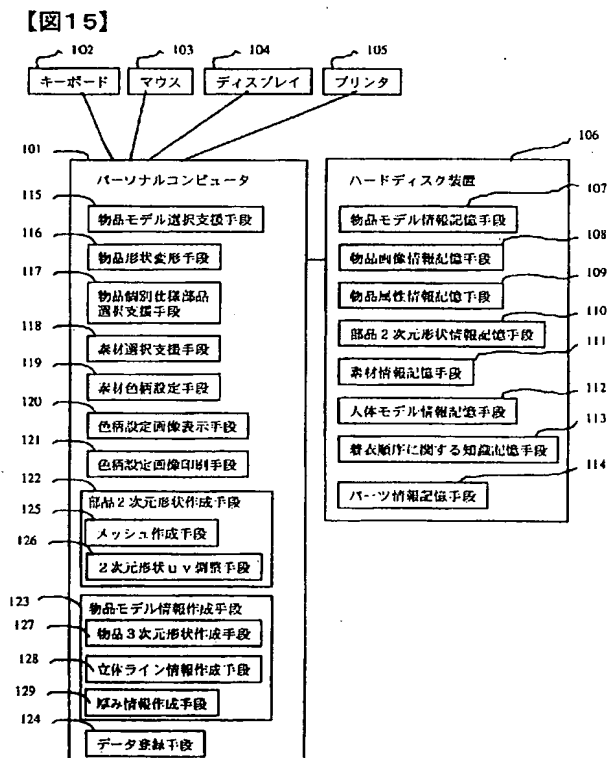 【図15】
102 103 104 105
キーボード マウス ディスプレイ プリンタ
101
パーソナルコンピュータ
115
物品モデル選択支援手段
116
物品形状変形手段
117
物品個別仕様部品
選択支援手段
118
素材選択支援手段
119
素材色柄設定手段
120
色柄設定画像表示手段
121
色柄設定画像印刷手段
122
部品2次元形状作成手段
125
メッシュ作成手段
126
2次元形状uv調整手段
123
物品モデル情報作成手段
127
物品3次元形状作成手段
128
立体ライン情報作成手段
129
厚み情報作成手段
124
データ登録手段
106
ハードディスク装置
107
物品モデル情報記憶手段
108
物品画像情報記憶手段
109
物品属性情報記憶手段
110
部品2次元形状情報記憶手段
111
素材情報記憶手段
112
人体モデル情報記憶手段
113
着衣順序に関する知識記憶手段
114
パーツ情報記憶手段